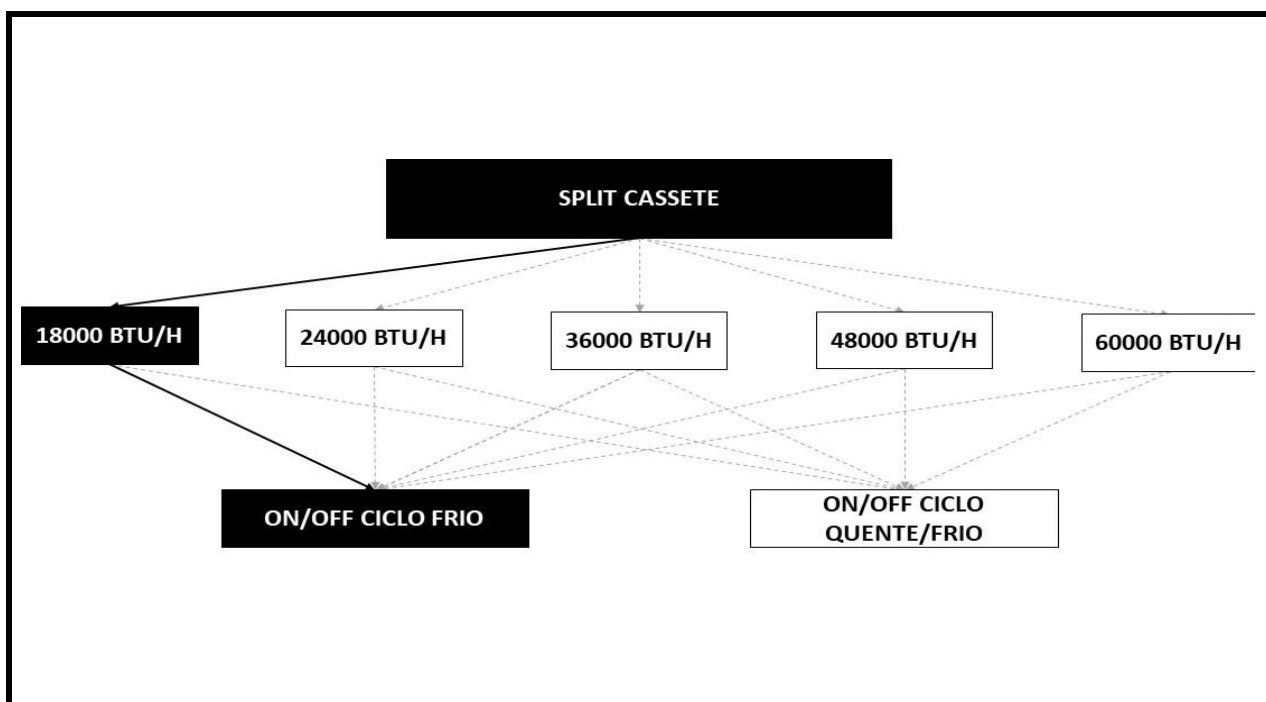 SPLIT CASSETE
18000 BTU/H
24000 BTU/H
36000 BTU/H
48000 BTU/H
60000 BTU/H
ON/OFF CICLO FRIO
ON/OFF CICLO
QUENTE/FRIO